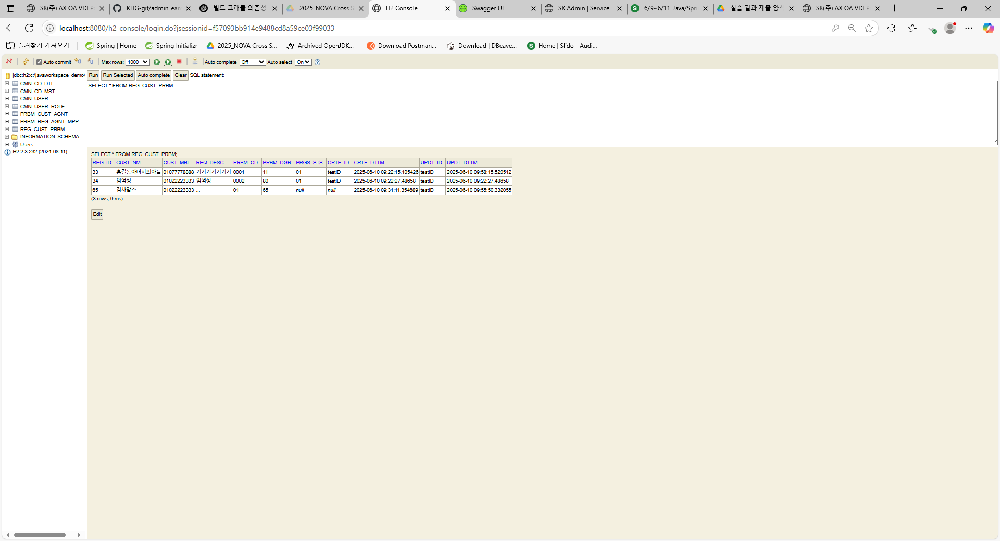 SK(주) AX OA VDI P
KHG-git/admin_eam
빌드 그래들 의존성
2025_NOVA Cross S
H2 Console
Swagger UI
SK Admin | Service
6/9~6/11_Java/Spri
실습 결과 제출 양식
SK(주) AX OA VDI P
localhost:8080/h2-console/login.do?jsessionid=f57093bb914e9488cd8a59ce03f99033
즐겨찾기 가져오기
Spring | Home
Spring Initializr
2025_NOVA Cross S...
Archived OpenJDK...
Download Postman...
Download | DBeave...
Home | Slido - Audi...
Auto commit
Max rows: 1000
Auto complete Off
Auto select On
jdbc:h2:c:\javaworkspace_demo\
CMN_CD_DTL
CMN_CD_MST
CMN_USER
CMN_USER_ROLE
PRBM_CUST_AGNT
PRBM_REG_AGNT_MPP
REG_CUST_PRBM
INFORMATION_SCHEMA
Users
H2 2.3.232 (2024-08-11)
Run Run Selected Auto complete Clear SQL statement:
SELECT * FROM REG_CUST_PRBM
SELECT * FROM REG_CUST_PRBM;
REG_ID CUST_NM CUST_MBL REQ_DESC PRBM_CD PRBM_DGR PRGS_STS CRTE_ID CRTE_DTTM UPDT_ID UPDT_DTTM
33 홍길동아버지의아들 01077778888 키키키키키키키 0001 11 01 testID 2025-06-10 09:22:15.105426 testID 2025-06-10 09:58:15.520512
34 임꺽정 01022223333 임꺽정 0002 80 01 testID 2025-06-10 09:22:27.48658 testID 2025-06-10 09:22:27.48658
65 김차알스 01022223333 ... 01 65 null null 2025-06-10 09:31:11.354689 testID 2025-06-10 09:55:50.332055
(3 rows, 0 ms)
Edit